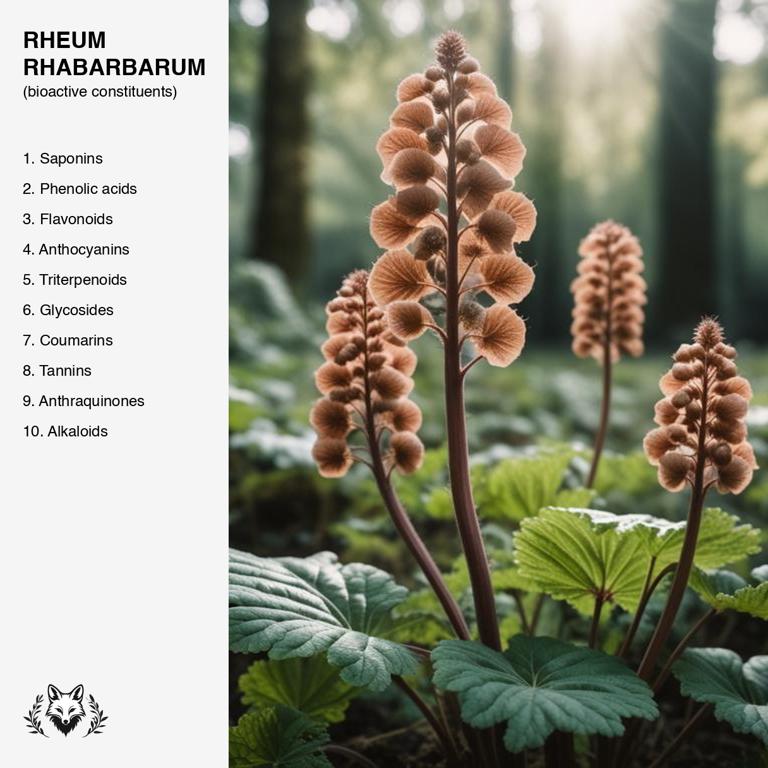 RHEUM
RHABARBARUM
(bioactive constituents)
1. Saponins
2. Phenolic acids
3. Flavonoids
4. Anthocyanins
5. Triterpenoids
6. Glycosides
7. Coumarins
8. Tannins
9. Anthraquinones
10. Alkaloids